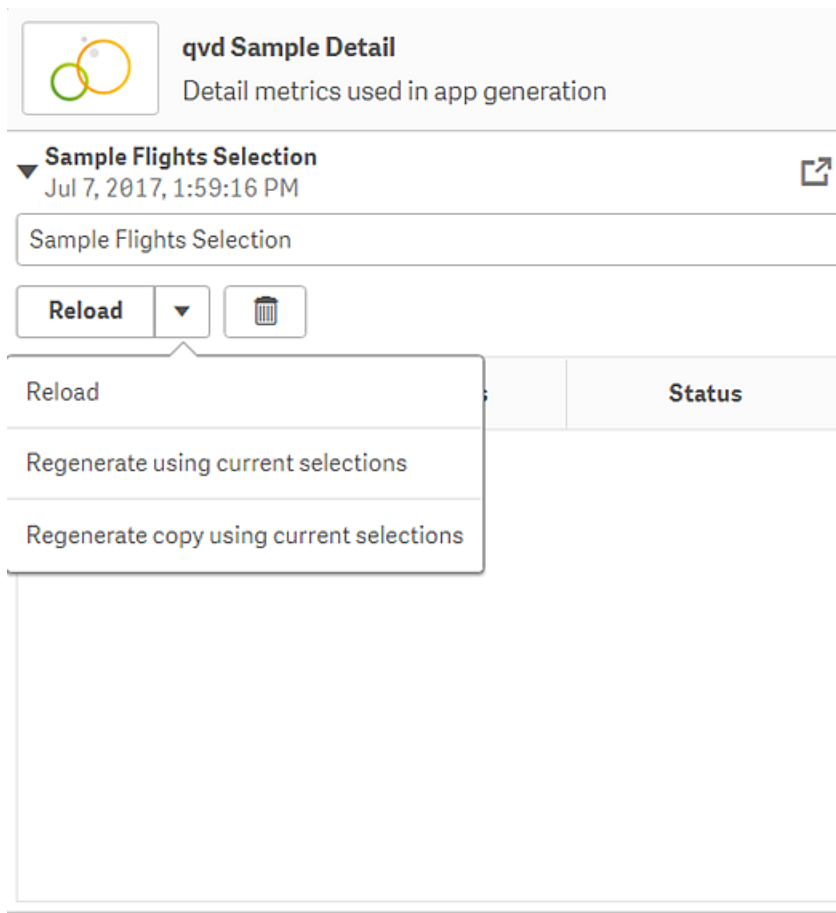 qvd Sample Detail
Detail metrics used in app generation
Sample Flights Selection
Jul 7, 2017, 1:59:16 PM
Sample Flights Selection
Reload
Reload
Status
Regenerate using current selections
Regenerate copy using current selections